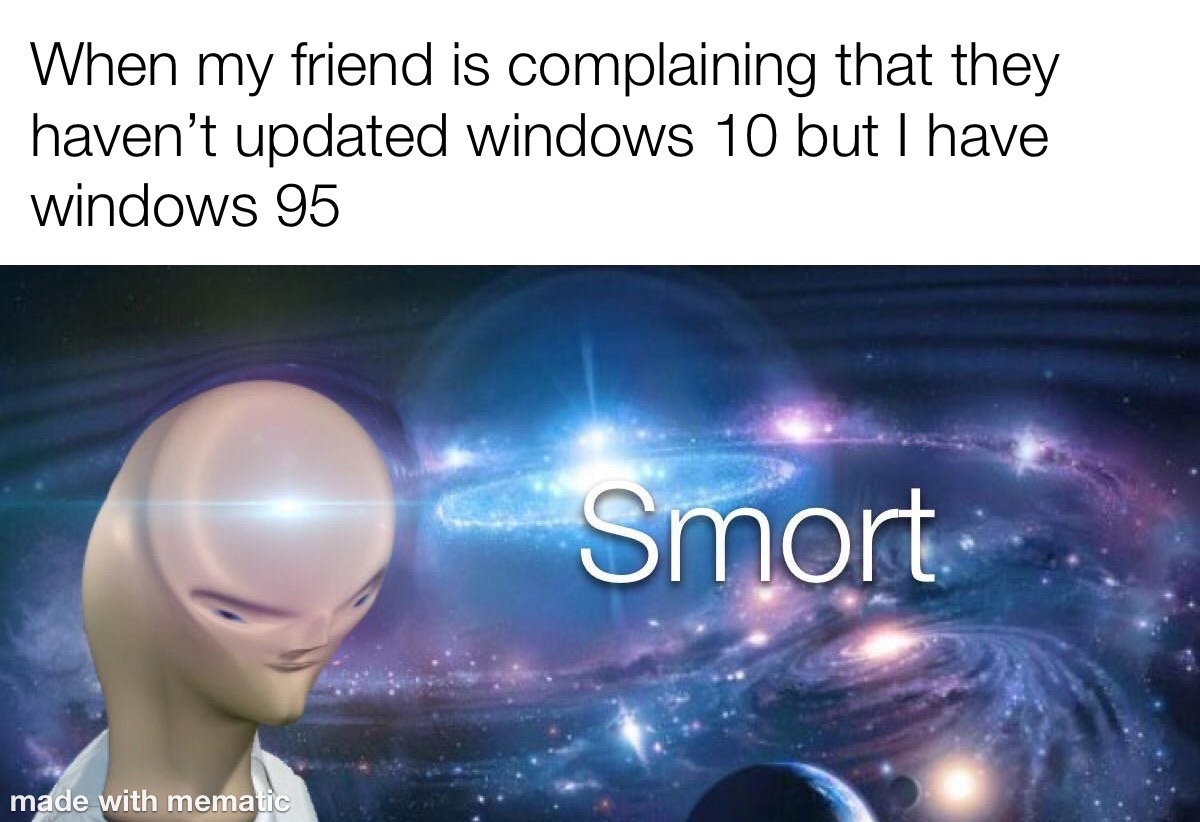 When my friend is complaining that they
haven’t updated windows 10 but I have
windows 95
Smort
made with mematic